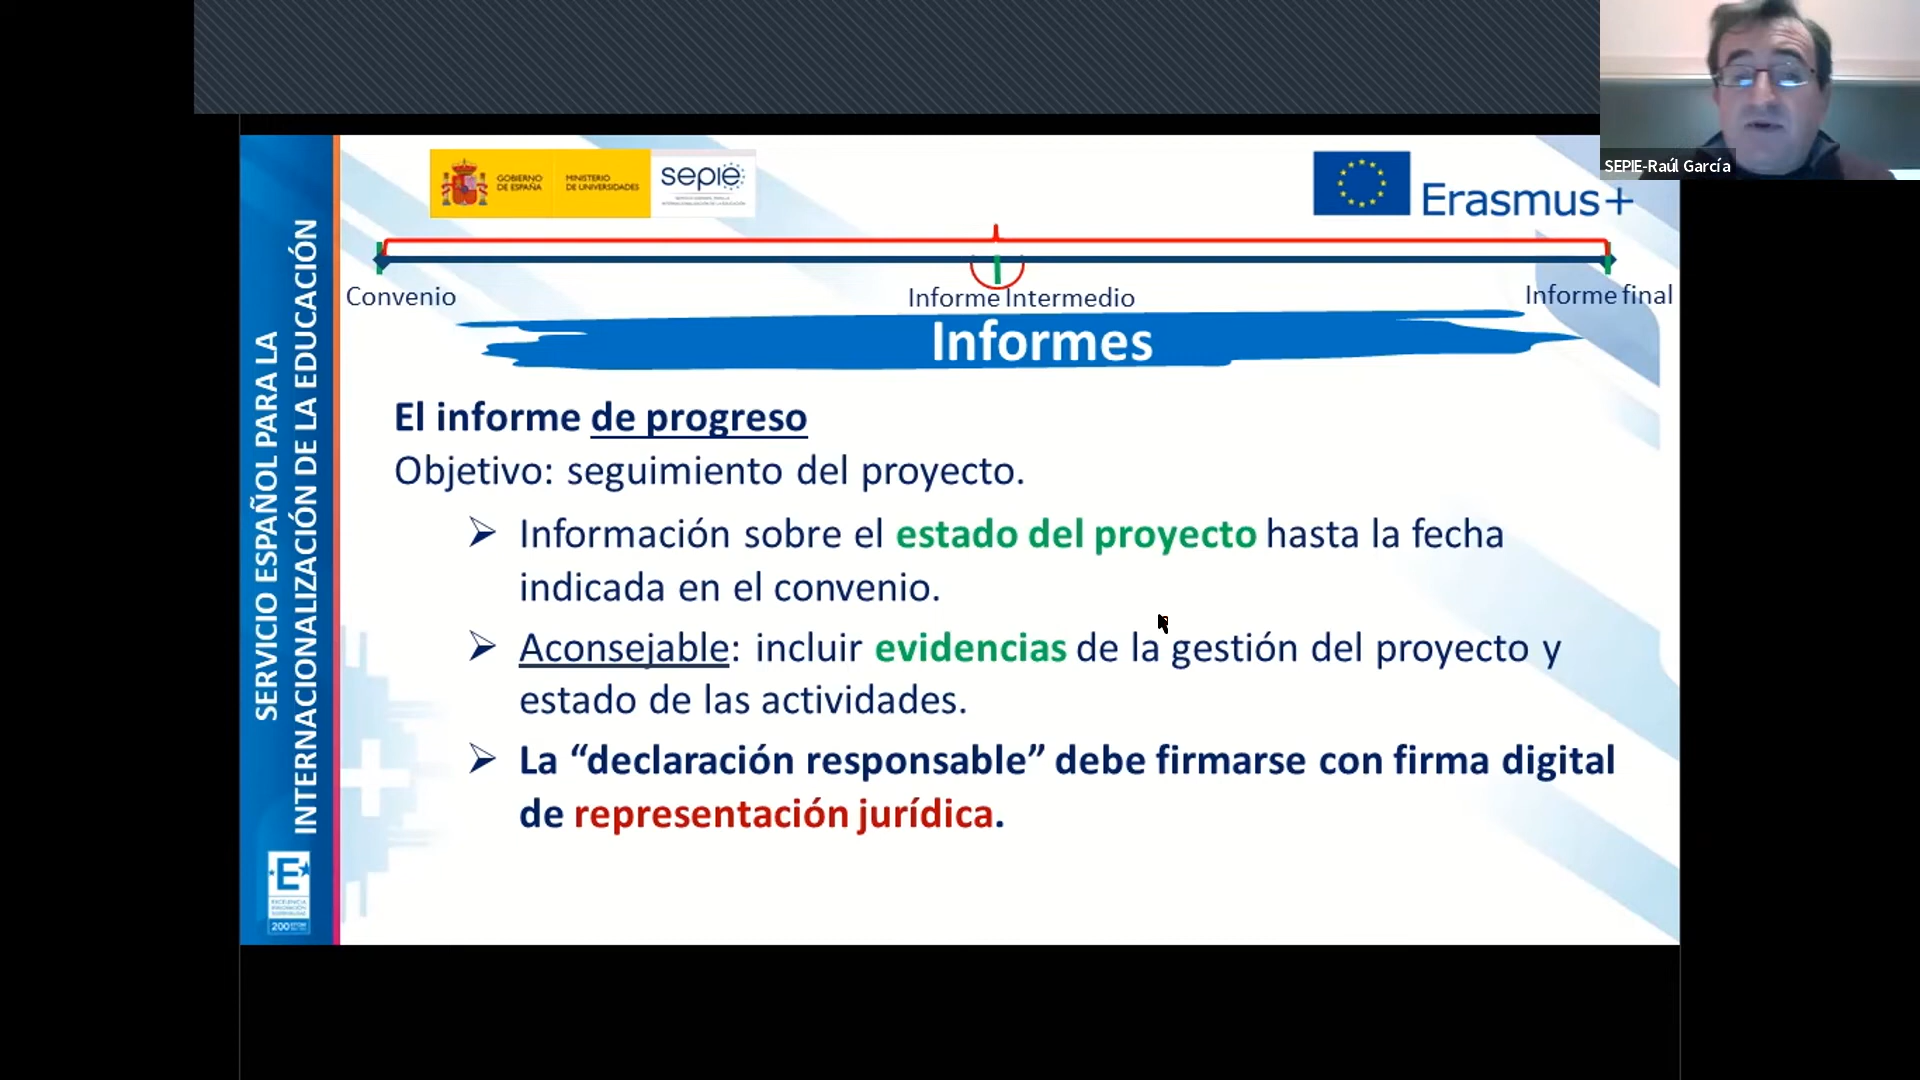 SEPIE-Raúl García
GOBIERNO
DE ESPAÑA
MINISTERIO
DE UNIVERSIDADES
sepie
Erasmus+
Convenio
Informe Intermedio
Informe final
Informes
SERVICIO ESPAÑOL PARA LA
INTERNACIONALIZACIÓN DE LA EDUCACIÓN
El informe de progreso
Objetivo: seguimiento del proyecto.
Información sobre el estado del proyecto hasta la fecha
indicada en el convenio.
Aconsejable: incluir evidencias de la gestión del proyecto y
estado de las actividades.
La “declaración responsable” debe firmarse con firma digital
de representación jurídica.